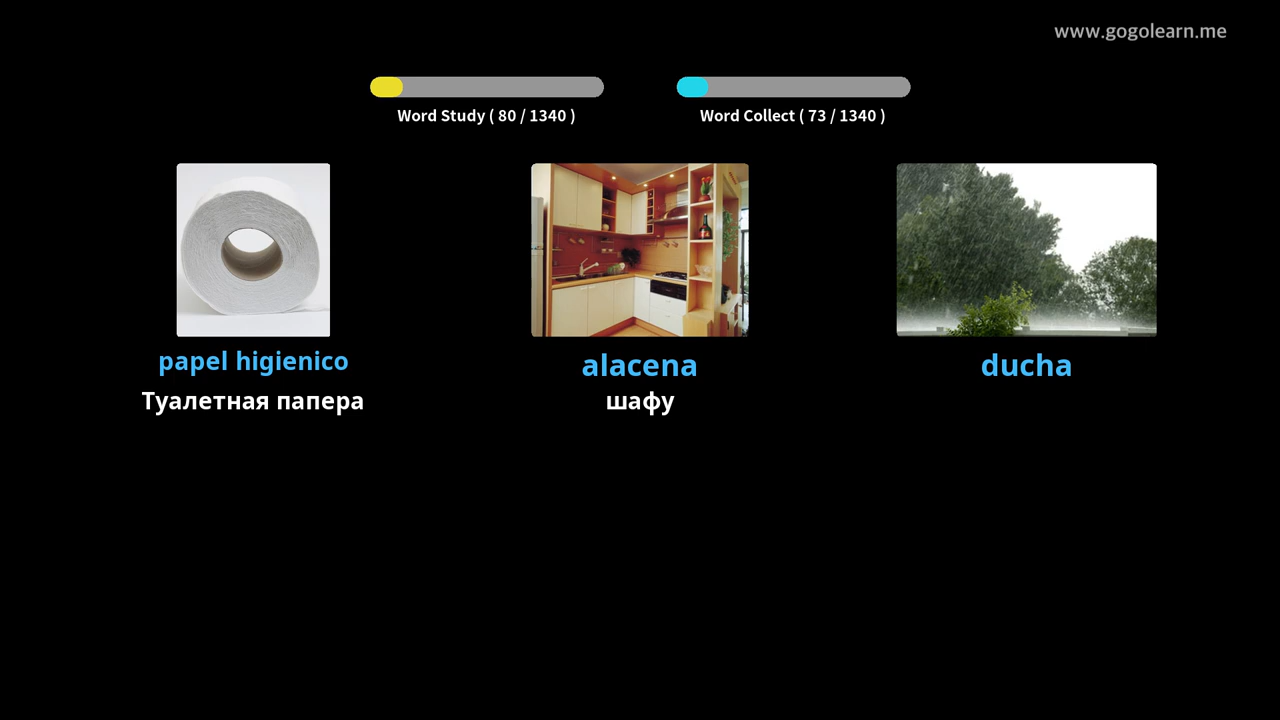 www.gogolearn.me
Word Study ( 80 / 1340 )
Word Collect ( 73 / 1340 )
papel higienico
alacena
ducha
Туалетная папера
шафу